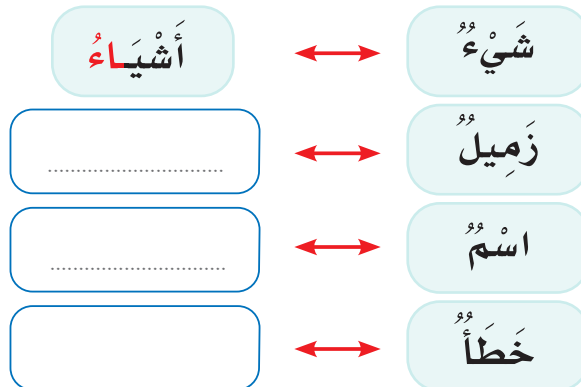 شَيْءٌ أَشْيَاءُ
زَمِيلٌ ..............................
اسْمٌ ..............................
خَطَأٌ